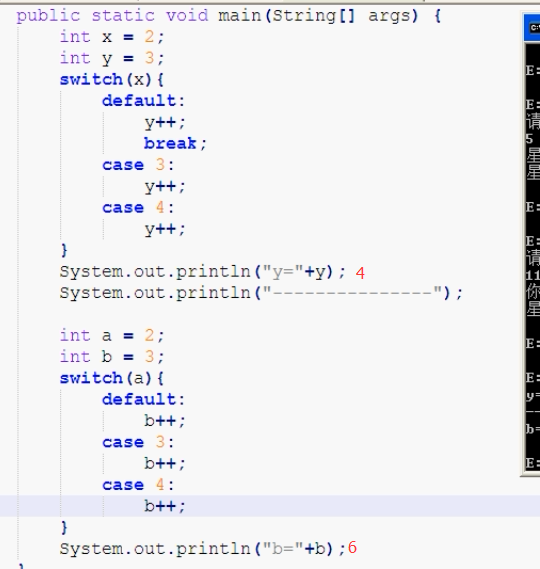 public static void main(String[] args) {
int x = 2;
int y = 3;
switch(x){
default:
y++;
break;
case 3:
y++;
case 4:
y++;
}
System.out.println("y="+y); 4
System.out.println("---------------");
int a = 2;
int b = 3;
switch(a){
default:
b++;
case 3:
b++;
case 4:
b++;
}
System.out.println("b="+b);6
E:
E:
请
5
星
星
E:
E:
请
11
你
星
E:
E:
y=
--
b=
E: